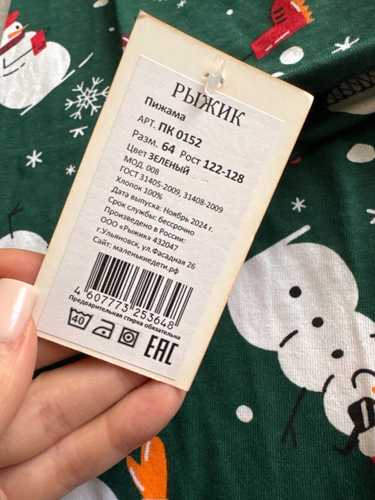 РЫЖИК
Пижама
АРТ. ПК 0152
Разм. 64 Рост 122-128
Цвет ЗЕЛЕНЫЙ
МОД. 008
ГОСТ 31405-2009, 31408-2009
Хлопок 100%
Дата выпуска: Ноябрь 2024 г.
Срок службы: бессрочно
Произведено в России:
ООО «Рыжик» 432047
г.Ульяновск, ул.Фасадная 26
Сайт: маленькиедети.рф
4 607773 253648
Предварительная стирка обязательна
40
EAC